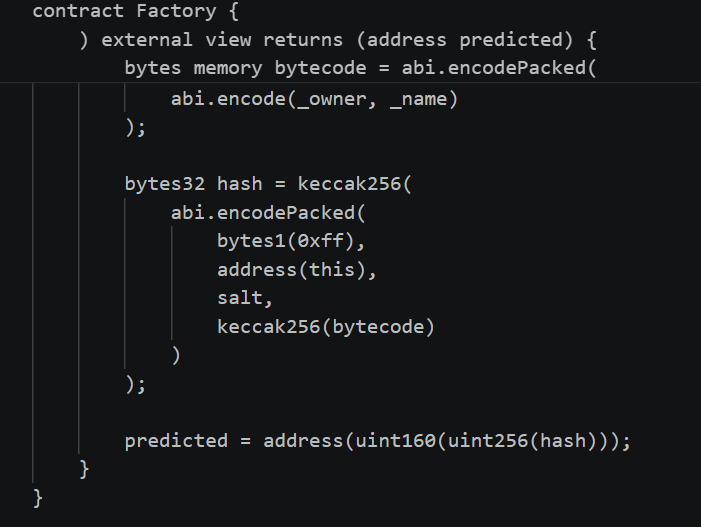 contract Factory {
) external view returns (address predicted) {
bytes memory bytecode = abi.encodePacked(
abi.encode(_owner, _name)
);
bytes32 hash = keccak256(
abi.encodePacked(
bytes1(0xff),
address(this),
salt,
keccak256(bytecode)
)
);
predicted = address(uint160(uint256(hash)));
}
}